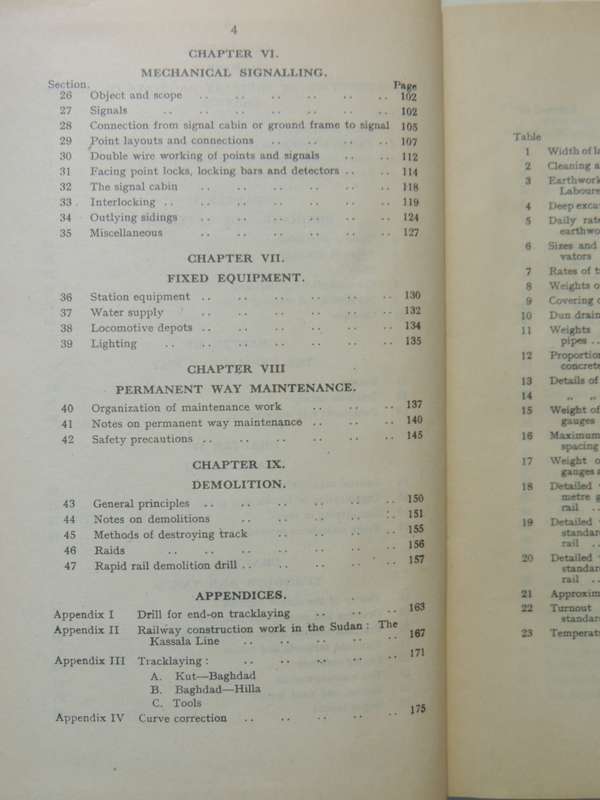 4
CHAPTER VI.
MECHANICAL SIGNALLING.
Section. Page
26 Object and scope .. .. .. .. .. .. 102
27 Signals .. .. .. .. .. .. .. 102
28 Connection from signal cabin or ground frame to signal 105
29 Point layouts and connections .. .. .. .. 107
30 Double wire working of points and signals .. .. 112
31 Facing point locks, locking bars and detectors .. .. 114
32 The signal cabin .. .. .. .. .. .. 118
33 Interlocking .. .. .. .. .. .. .. 119
34 Outlying sidings .. .. .. .. .. .. 124
35 Miscellaneous .. .. .. .. .. .. 127
CHAPTER VII.
FIXED EQUIPMENT.
36 Station equipment .. .. .. .. .. .. 130
37 Water supply .. .. .. .. .. .. 132
38 Locomotive depots .. .. .. .. .. .. 134
39 Lighting .. .. .. .. .. .. .. 135
CHAPTER VIII
PERMANENT WAY MAINTENANCE.
40 Organization of maintenance work .. .. .. 137
41 Notes on permanent way maintenance .. .. .. 140
42 Safety precautions .. .. .. .. .. .. 145
CHAPTER IX.
DEMOLITION.
43 General principles .. .. .. .. .. .. 150
44 Notes on demolitions .. .. .. .. .. 151
45 Methods of destroying track .. .. .. .. 155
46 Raids .. .. .. .. .. .. .. 156
47 Rapid rail demolition drill .. .. .. .. .. 157
APPENDICES.
Appendix I Drill for end-on tracklaying .. .. .. 163
Appendix II Railway construction work in the Sudan : The
Kassala Line .. .. .. .. .. 167
Appendix III Tracklaying : .. .. .. .. .. 171
A. Kut—Baghdad
B. Baghdad—Hilla
C. Tools
Appendix IV Curve correction .. .. .. .. .. 175
Table
1 Width of
2 Cleaning
3 Earthwork
4 Deep
5 Daily
earthwo
6 Sizes and
vators
7 Rates of
8 Weights
9 Covering
10 Dun drain
11 Weights
pipes ..
12 Proportion
concrete
13 Details of
14 ,, ,,
15 Weight of
gauges
16 Maximum
spacing
17 Weight
gauges
18 Detailed
metre
rail ..
19 Detailed
standar
rail ..
20 Detailed
standar
rail ..
21 Approxim
22 Turnout
standar
23 Temperat